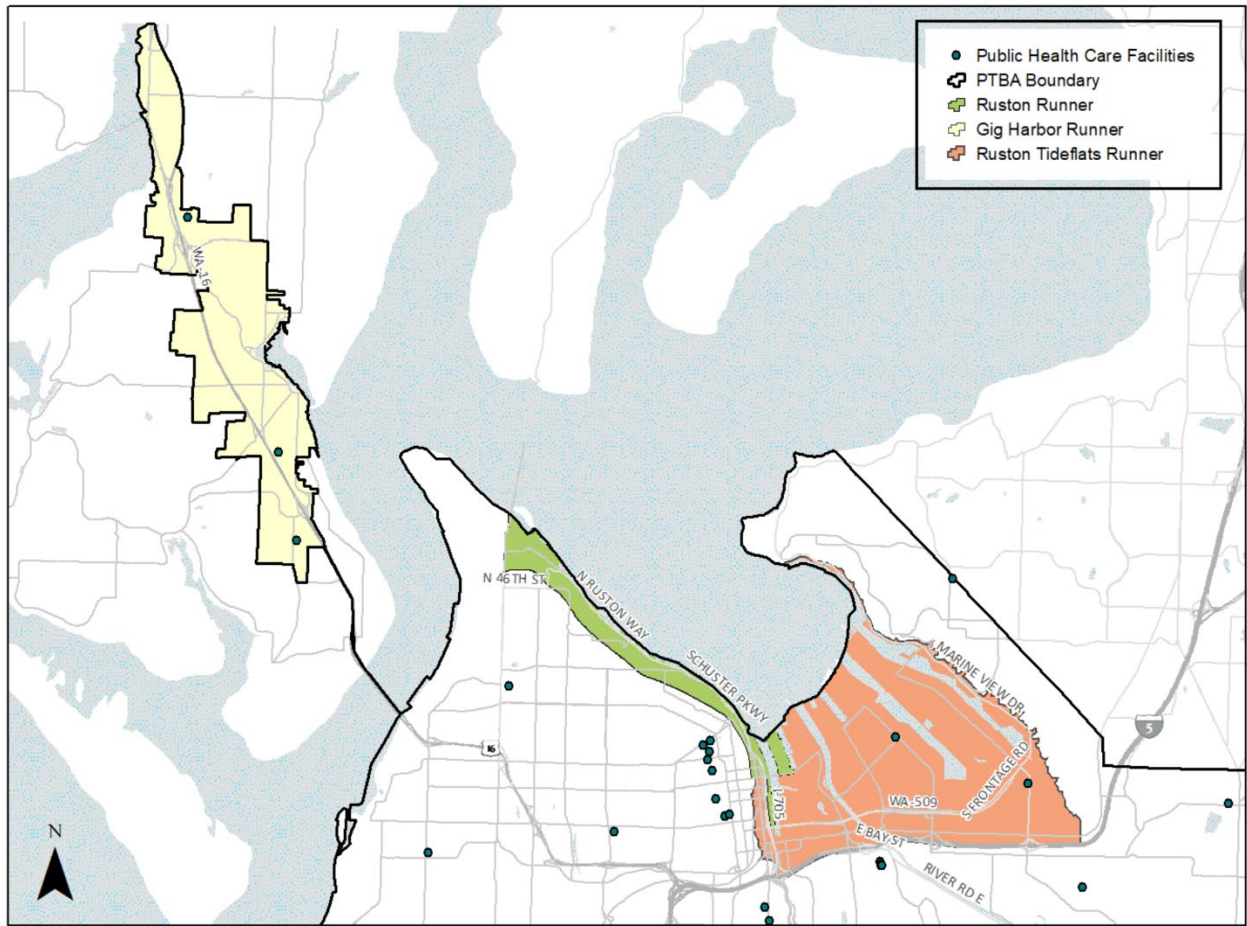 Public Health Care Facilities
PTBA Boundary
Ruston Runner
Gig Harbor Runner
Ruston Tideflats Runner
WA-16
N 46TH ST
N RUSTON WAY
SCHUSTER PKWY
MARINE VIEW DR
5
16
S FRONTAGE RD
I-705
WA-509
E BAY ST
RIVER RD E
N